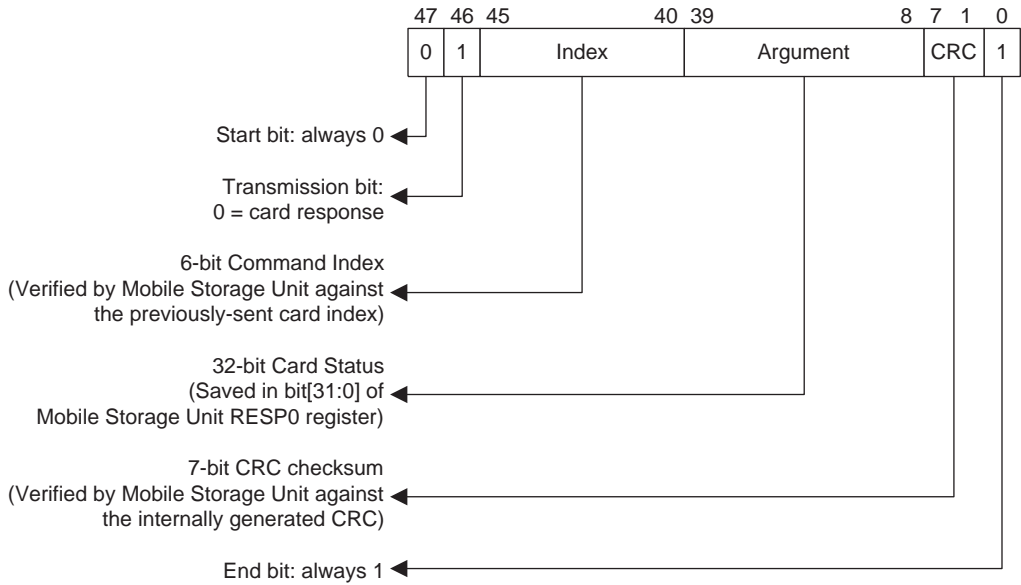 47 46 45 40 39 8 7 1 0
0 1 Index Argument CRC 1
Start bit: always 0
Transmission bit:
0 = card response
6-bit Command Index
(Verified by Mobile Storage Unit against
the previously-sent card index)
32-bit Card Status
(Saved in bit[31:0] of
Mobile Storage Unit RESP0 register)
7-bit CRC checksum
(Verified by Mobile Storage Unit against
the internally generated CRC)
End bit: always 1